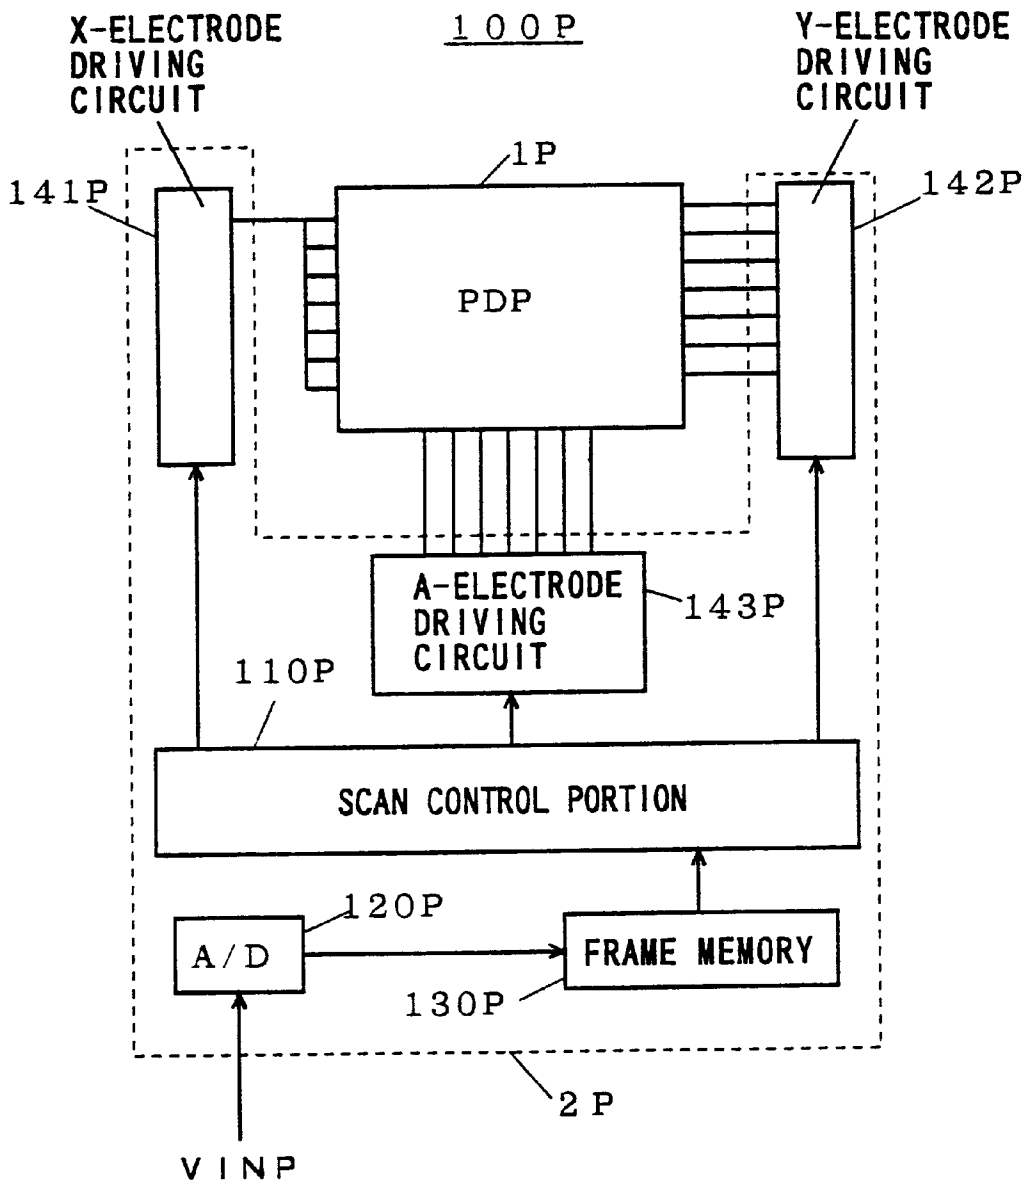 X-ELECTRODE
DRIVING
CIRCUIT
100P
Y-ELECTRODE
DRIVING
CIRCUIT
1P
141P
142P
PDP
A-ELECTRODE
DRIVING
CIRCUIT
143P
110P
SCAN CONTROL PORTION
120P
A/D
FRAME MEMORY
130P
2P
VINP